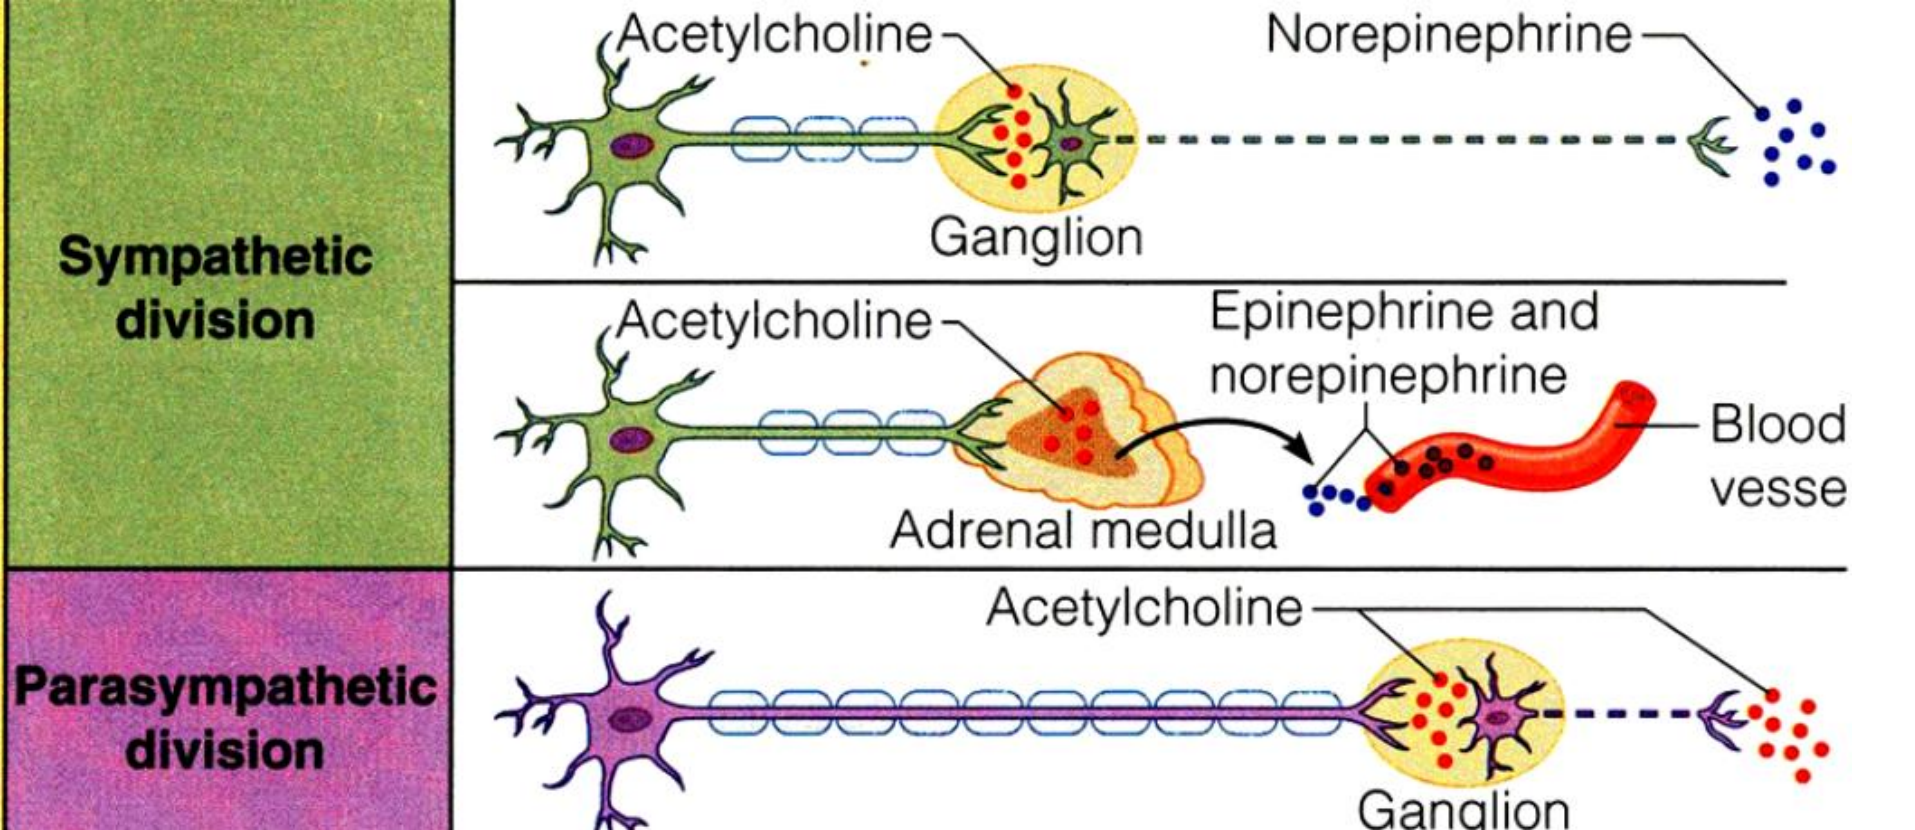 Acetylcholine
Norepinephrine
Ganglion
Sympathetic
division
Acetylcholine
Epinephrine and
norepinephrine
Blood
vesse
Adrenal medulla
Acetylcholine
Parasympathetic
division
Ganglion